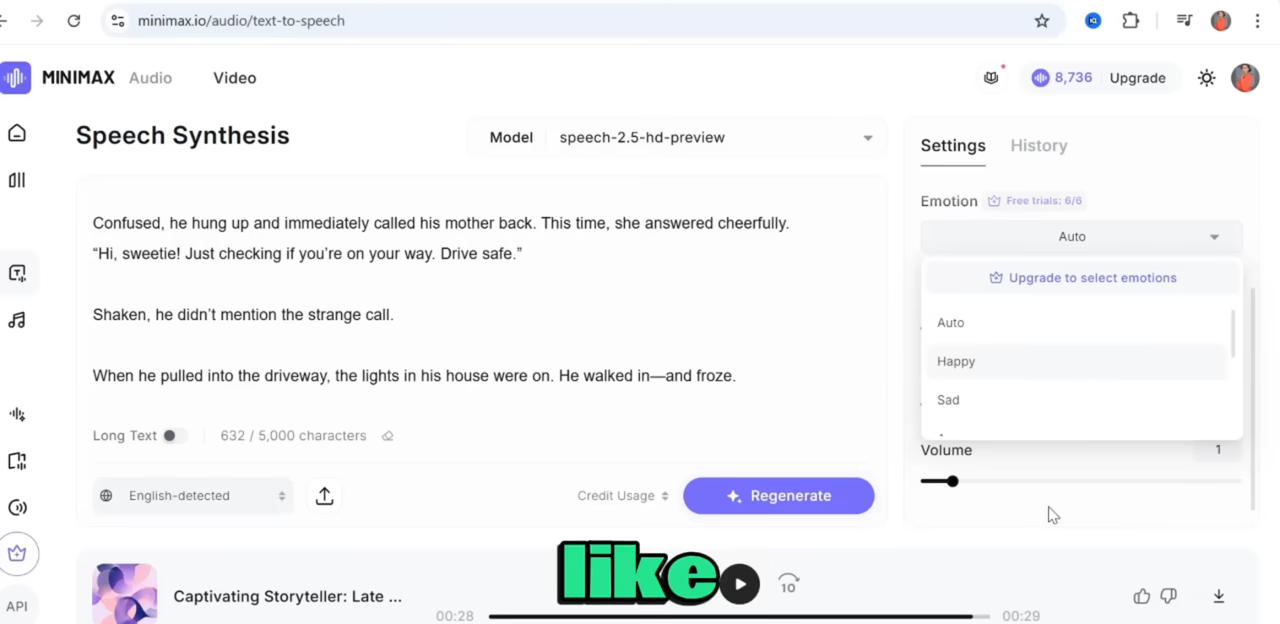 minimax.io/audio/text-to-speech
MINIMAX Audio Video
8,736 Upgrade
Speech Synthesis
Model speech-2.5-hd-preview
Settings History
Emotion Free trials: 6/6
Auto
Upgrade to select emotions
Auto
Happy
Sad
Volume 1
Confused, he hung up and immediately called his mother back. This time, she answered cheerfully.
“Hi, sweetie! Just checking if you’re on your way. Drive safe.”
Shaken, he didn’t mention the strange call.
When he pulled into the driveway, the lights in his house were on. He walked in—and froze.
Long Text 632 / 5,000 characters
English-detected
Credit Usage Regenerate
like
Captivating Storyteller: Late ...
10
00:28 00:29
API